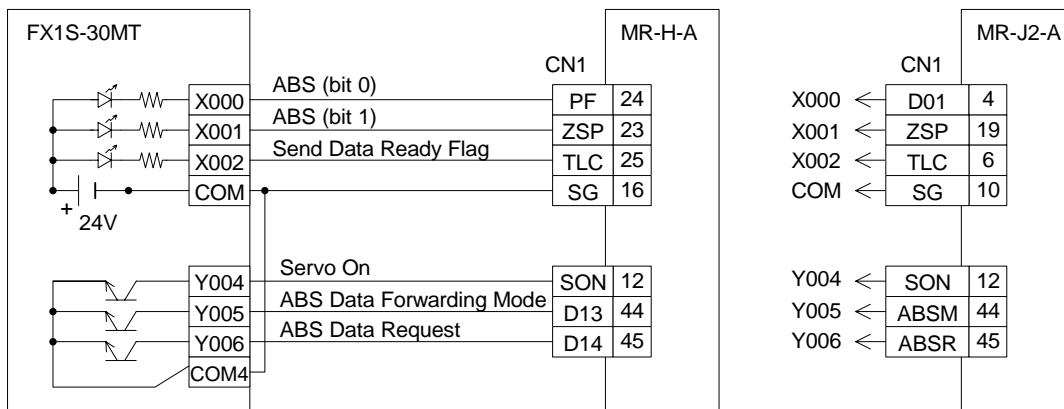 FX1S-30MT MR-H-A MR-J2-A
CN1 CN1
X000 ABS (bit 0) PF 24 X000 D01 4
X001 ABS (bit 1) ZSP 23 X001 ZSP 19
X002 Send Data Ready Flag TLC 25 X002 TLC 6
COM SG 16 COM SG 10
+ 24V
Y004 Servo On SON 12 Y004 SON 12
Y005 ABS Data Forwarding Mode D13 44 Y005 ABSM 44
Y006 ABS Data Request D14 45 Y006 ABSR 45
COM4